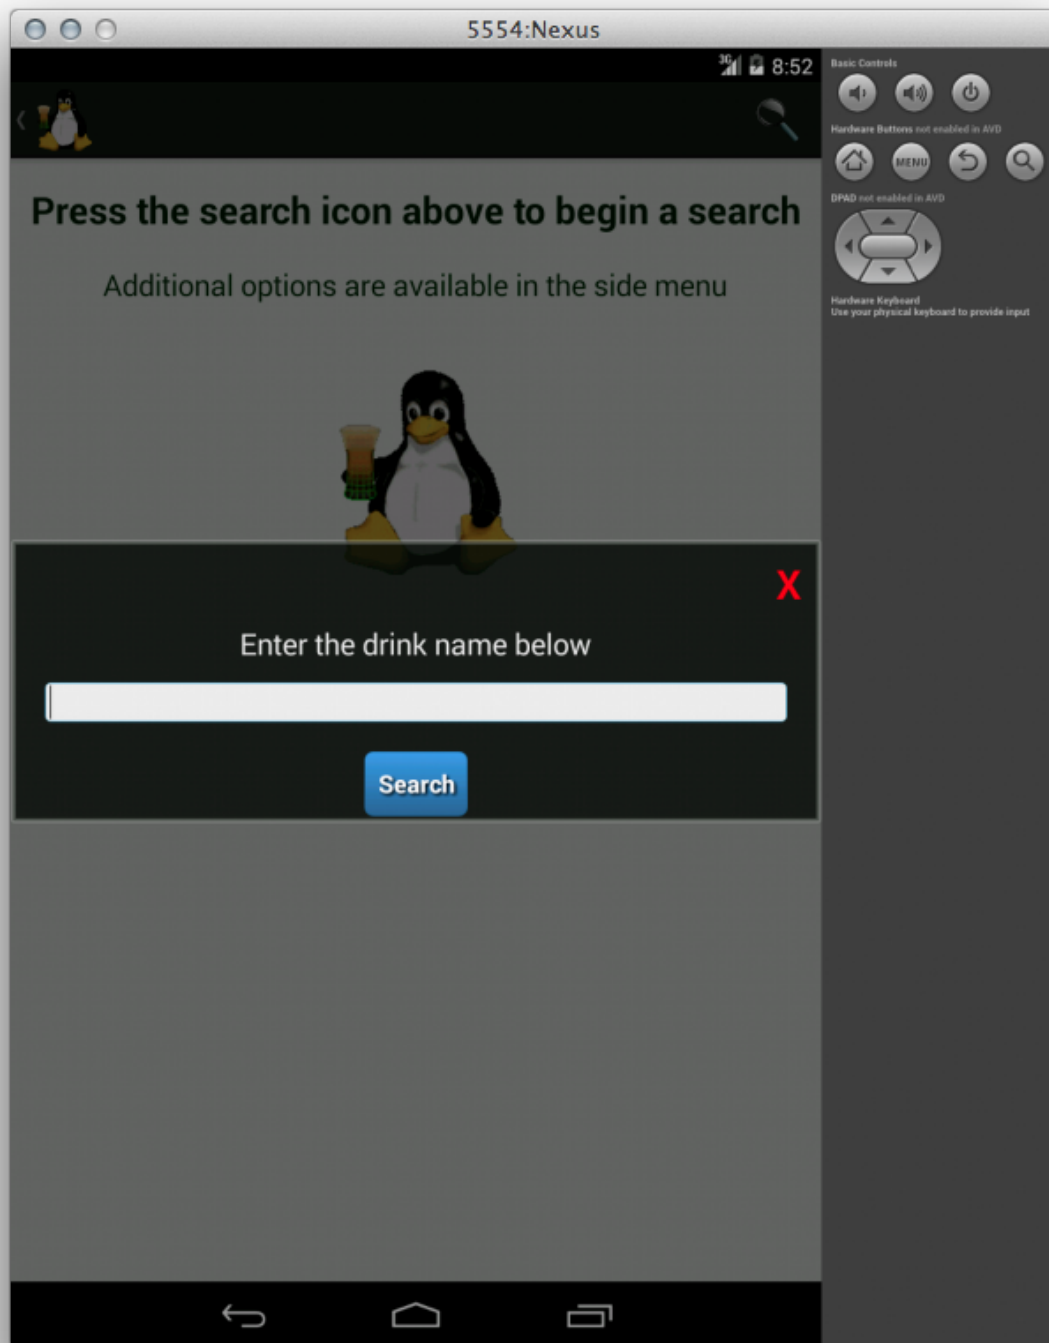 5554:Nexus
3G 8:52
Press the search icon above to begin a search
Additional options are available in the side menu
X
Enter the drink name below
Search
Basic Controls
Hardware Buttons not enabled in AVD
MENU
DPAD not enabled in AVD
Hardware Keyboard
Use your physical keyboard to provide input